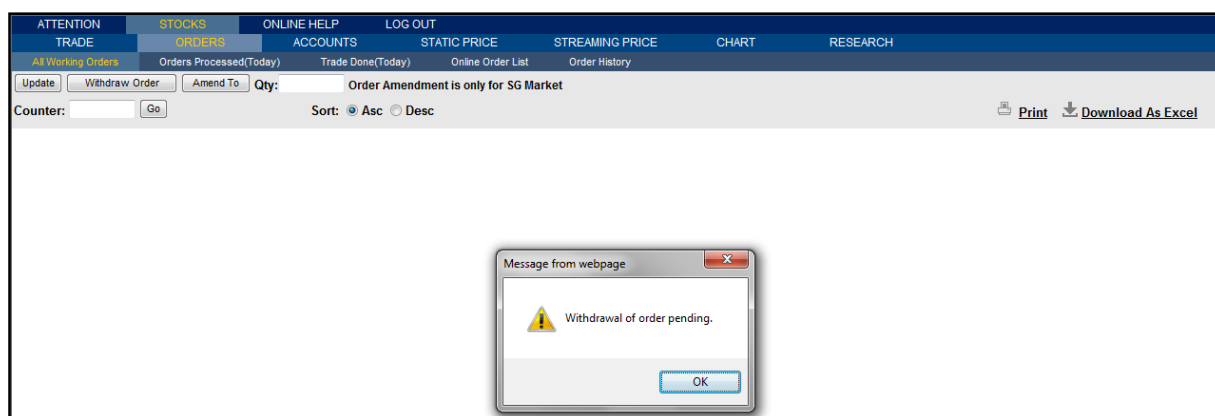 ATTENTION STOCKS ONLINE HELP LOG OUT
TRADE ORDERS ACCOUNTS STATIC PRICE STREAMING PRICE CHART RESEARCH
All Working Orders Orders Processed(Today) Trade Done(Today) Online Order List Order History
Update Withdraw Order Amend To Qty: Order Amendment is only for SG Market
Counter: Go Sort: Asc Desc Print Download As Excel
Message from webpage
Withdrawal of order pending.
OK